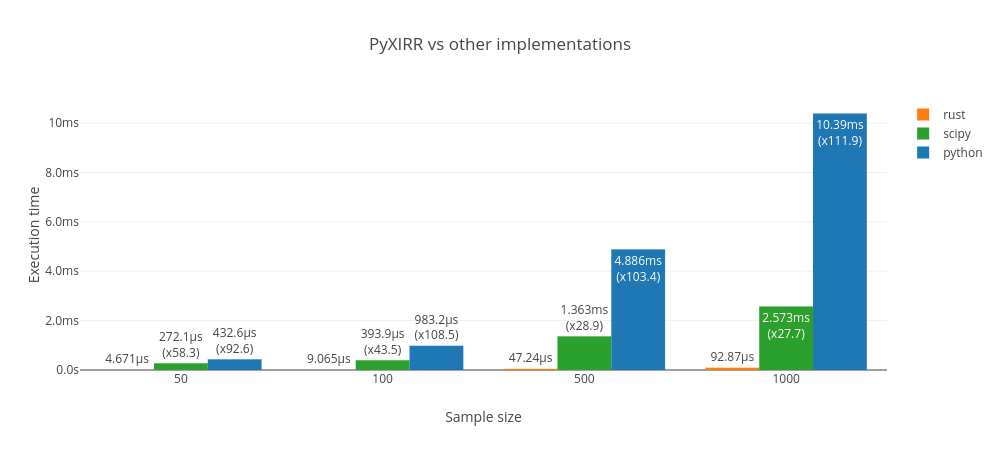 PyXIRR vs other implementations
rust
scipy
python
Execution time
10ms
8.0ms
6.0ms
4.0ms
2.0ms
0.0s
4.671μs
272.1μs
(x58.3)
432.6μs
(x92.6)
9.065μs
393.9μs
(x43.5)
983.2μs
(x108.5)
47.24μs
1.363ms
(x28.9)
4.886ms
(x103.4)
92.87μs
2.573ms
(x27.7)
10.39ms
(x111.9)
50
100
500
1000
Sample size